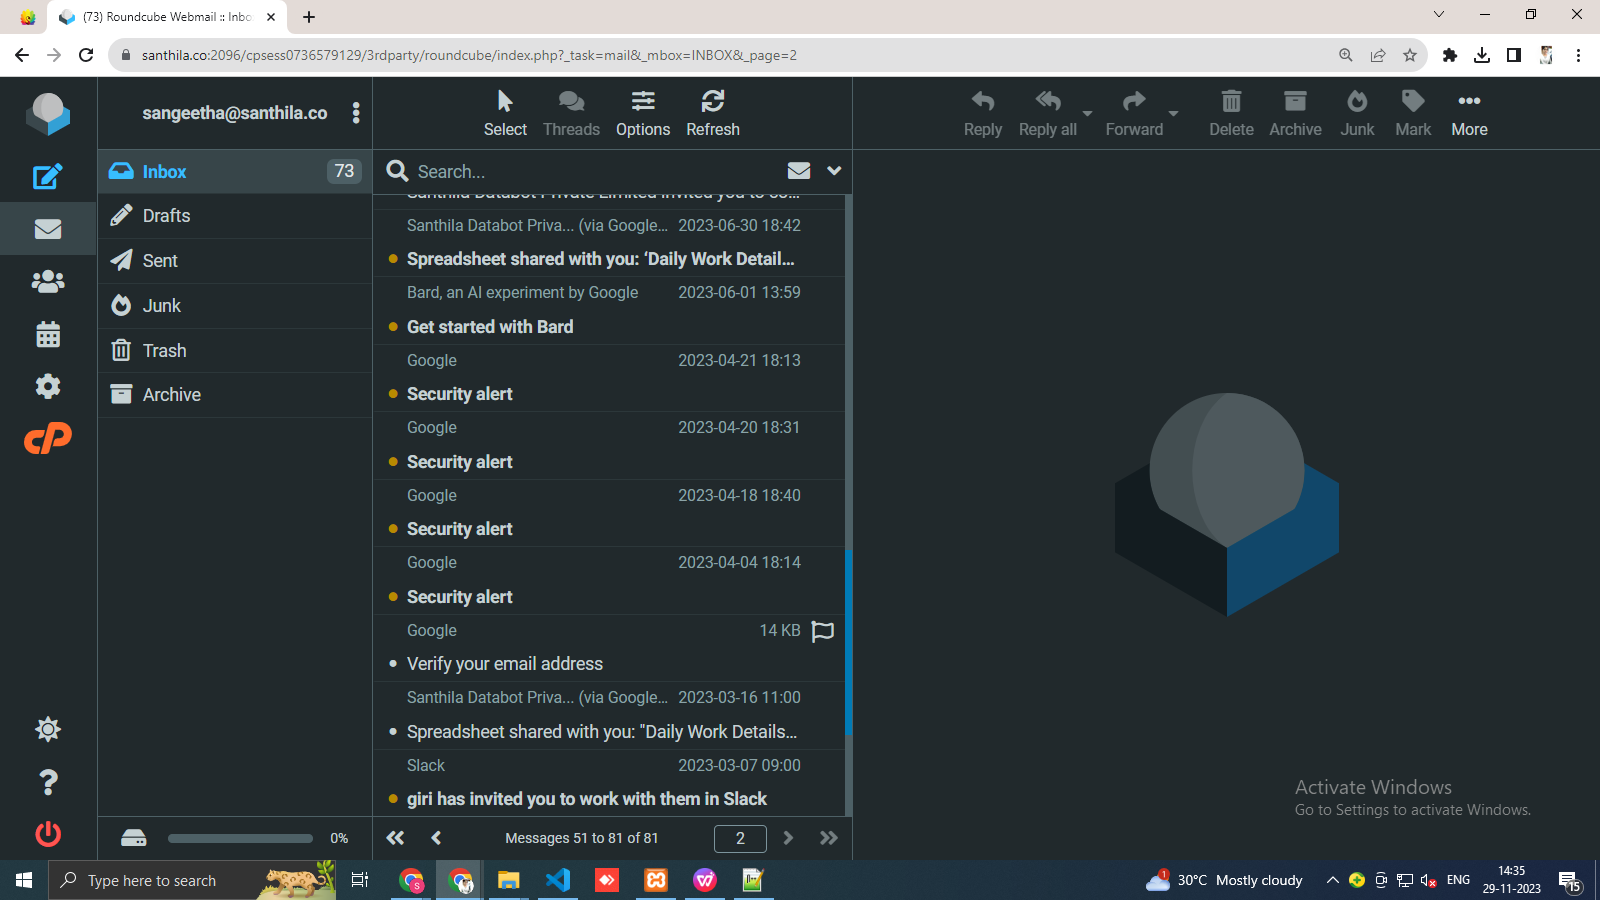 (73) Roundcube Webmail :: Inbo
santhila.co:2096/cpsess0736579129/3rdparty/roundcube/index.php?_task=mail&_mbox=INBOX&_page=2
sangeetha@santhila.co
Select
Threads
Options
Refresh
Reply
Reply all
Forward
Delete
Archive
Junk
Mark
More
Inbox
73
Drafts
Sent
Junk
Trash
Archive
0%
Search...
Santhila Databot Private Limited invited you to co...
Santhila Databot Priva... (via Google... 2023-06-30 18:42
Spreadsheet shared with you: ‘Daily Work Detail...
Bard, an AI experiment by Google 2023-06-01 13:59
Get started with Bard
Google 2023-04-21 18:13
Security alert
Google 2023-04-20 18:31
Security alert
Google 2023-04-18 18:40
Security alert
Google 2023-04-04 18:14
Security alert
Google 14 KB
Verify your email address
Santhila Databot Priva... (via Google... 2023-03-16 11:00
Spreadsheet shared with you: "Daily Work Details...
Slack 2023-03-07 09:00
giri has invited you to work with them in Slack
Messages 51 to 81 of 81
2
Activate Windows
Go to Settings to activate Windows.
Type here to search
1
30°C Mostly cloudy
ENG
14:35
29-11-2023
15